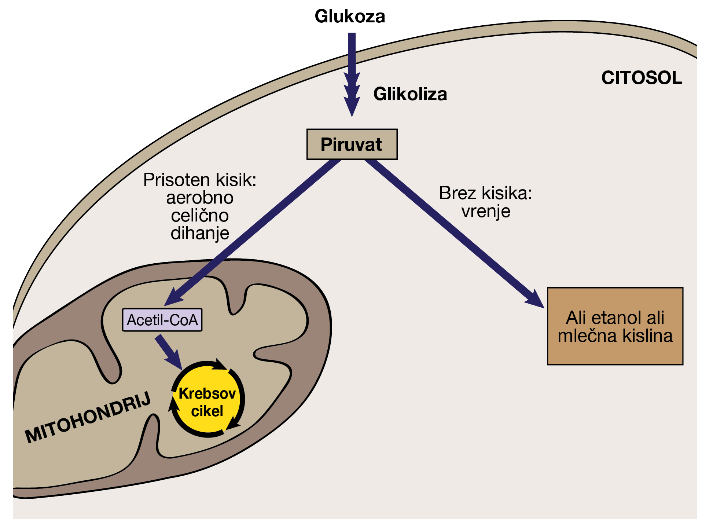 Glukoza
CITOSOL
Glikoliza
Piruvat
Prisoten kisik:
aerobno
celično
dihanje
Brez kisika:
vrenje
Acetil-CoA
Ali etanol ali
mlečna kislina
Krebsov
cikel
MITOHONDRIJ